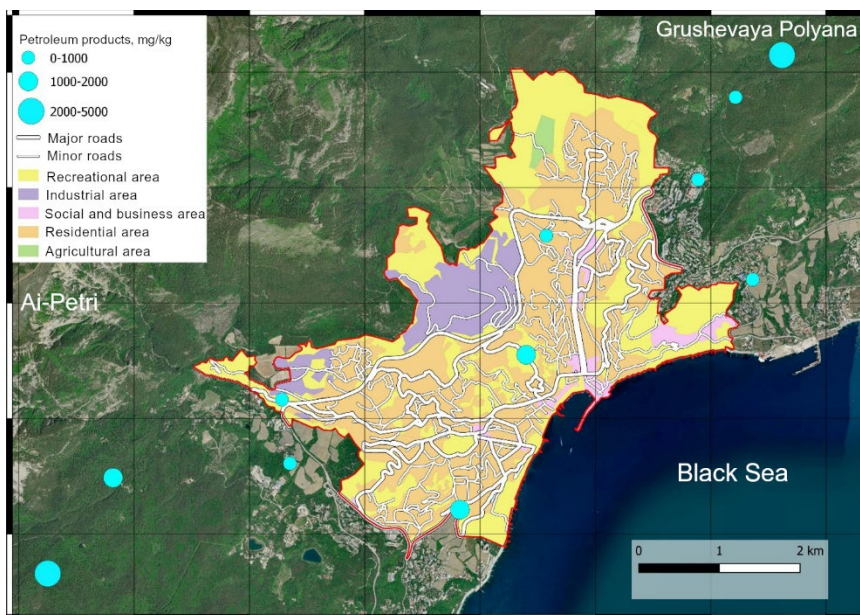 Grushevaya Polyana
Petroleum products, mg/kg
0-1000
1000-2000
2000-5000
Major roads
Minor roads
Recreational area
Industrial area
Social and business area
Residential area
Agricultural area
Ai-Petri
Black Sea
0 1 2 km